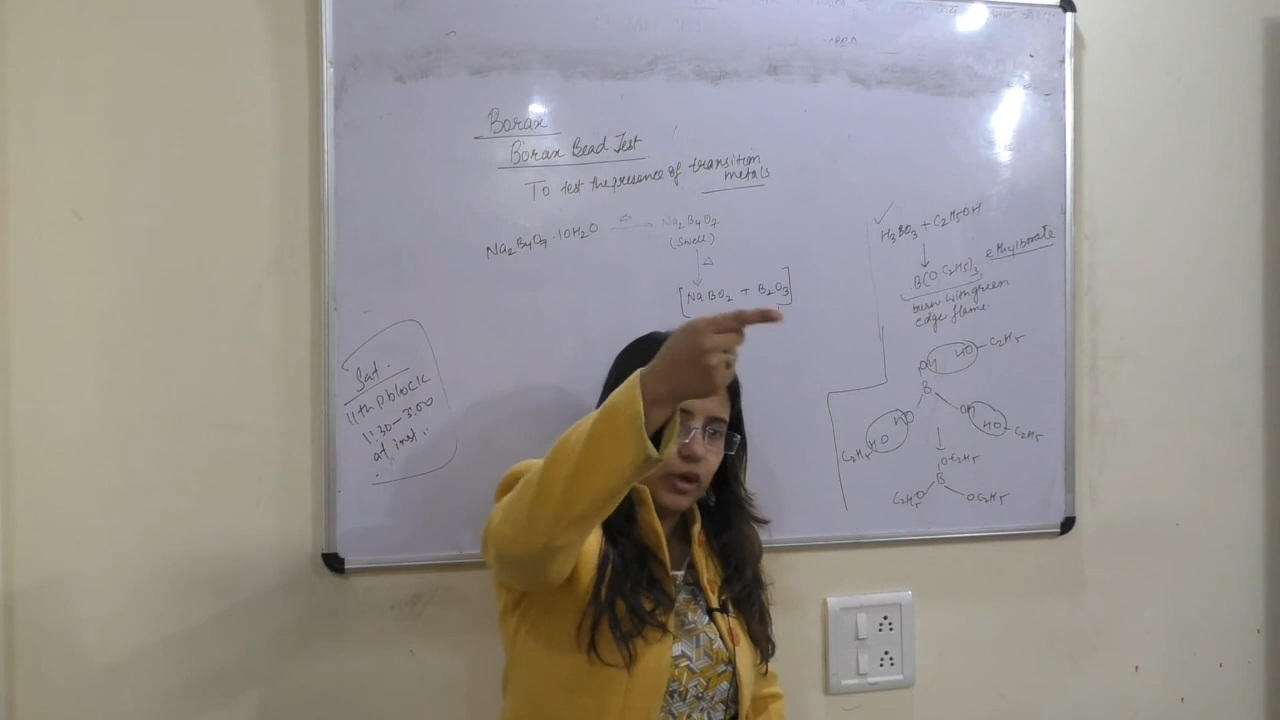 Borax
Borax Bead Test
To test the presence of transition
metals
Na2B4O7·10H2O →Δ Na2B4O7
(Swell)
↓Δ
[NaBO2 + B2O3]
Sat.
11th p block
1:30-3:00
at inst.
✓ H3BO3 + C2H5OH
↓
B(OC2H5)3 ethylborate
burn with green
edge flame.
OH HO-C2H5
B
HO OH
C2H5 HO HO-C2H5
↓
OC2H5
B
C2H5O OC2H5